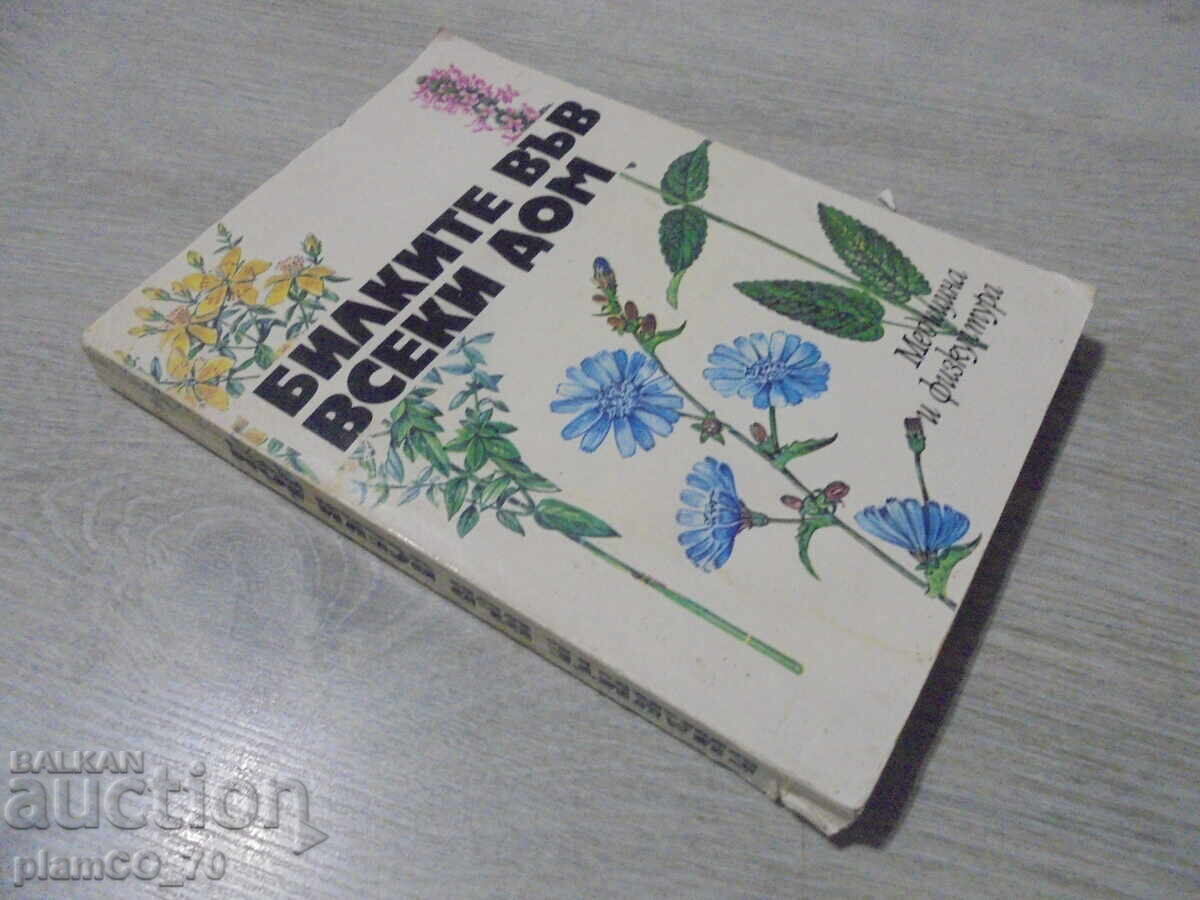 БИЛКИТЕ ВЪВ
ВСЕКИ ДОМ
Медицина
и физкултура
BALKAN
auction
plamCO_70